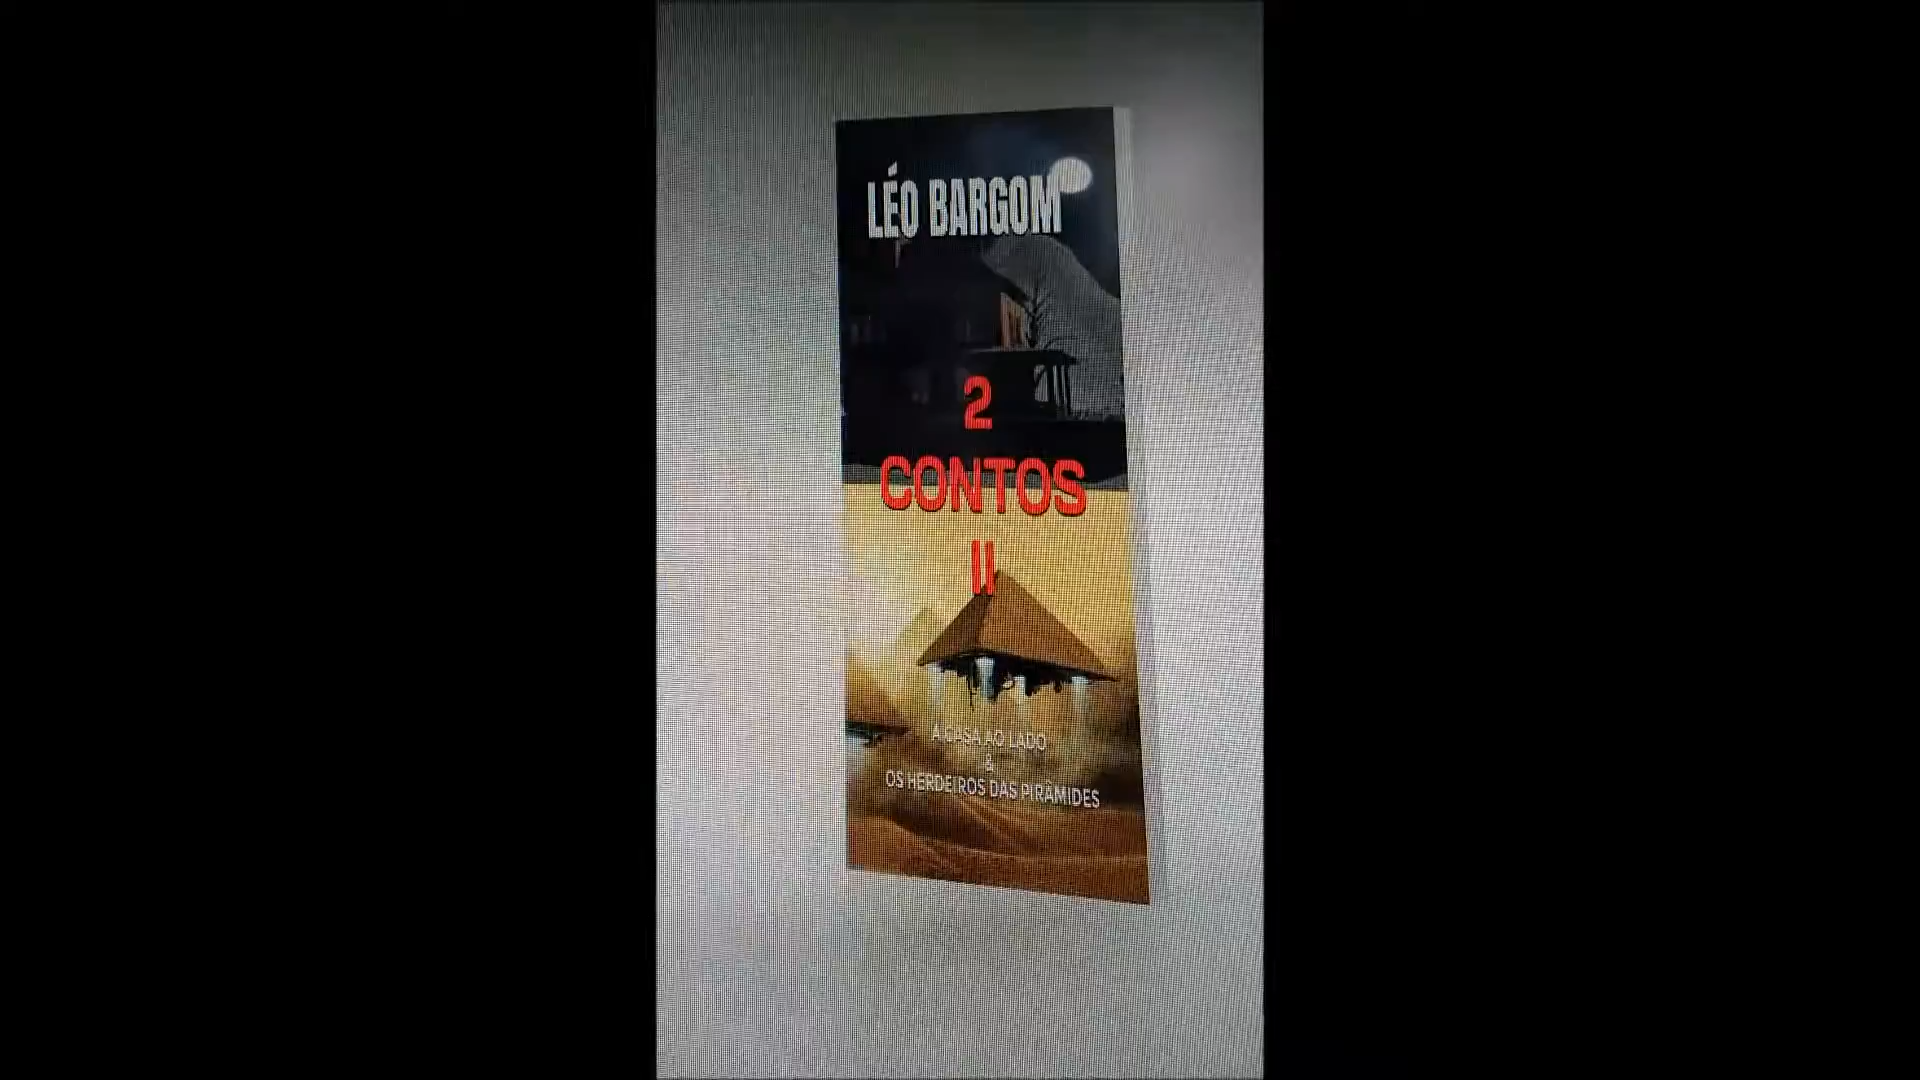 LÉO BARGOM
2
CONTOS
II
A CASA AO LADO
&
OS HERDEIROS DAS PIRÂMIDES